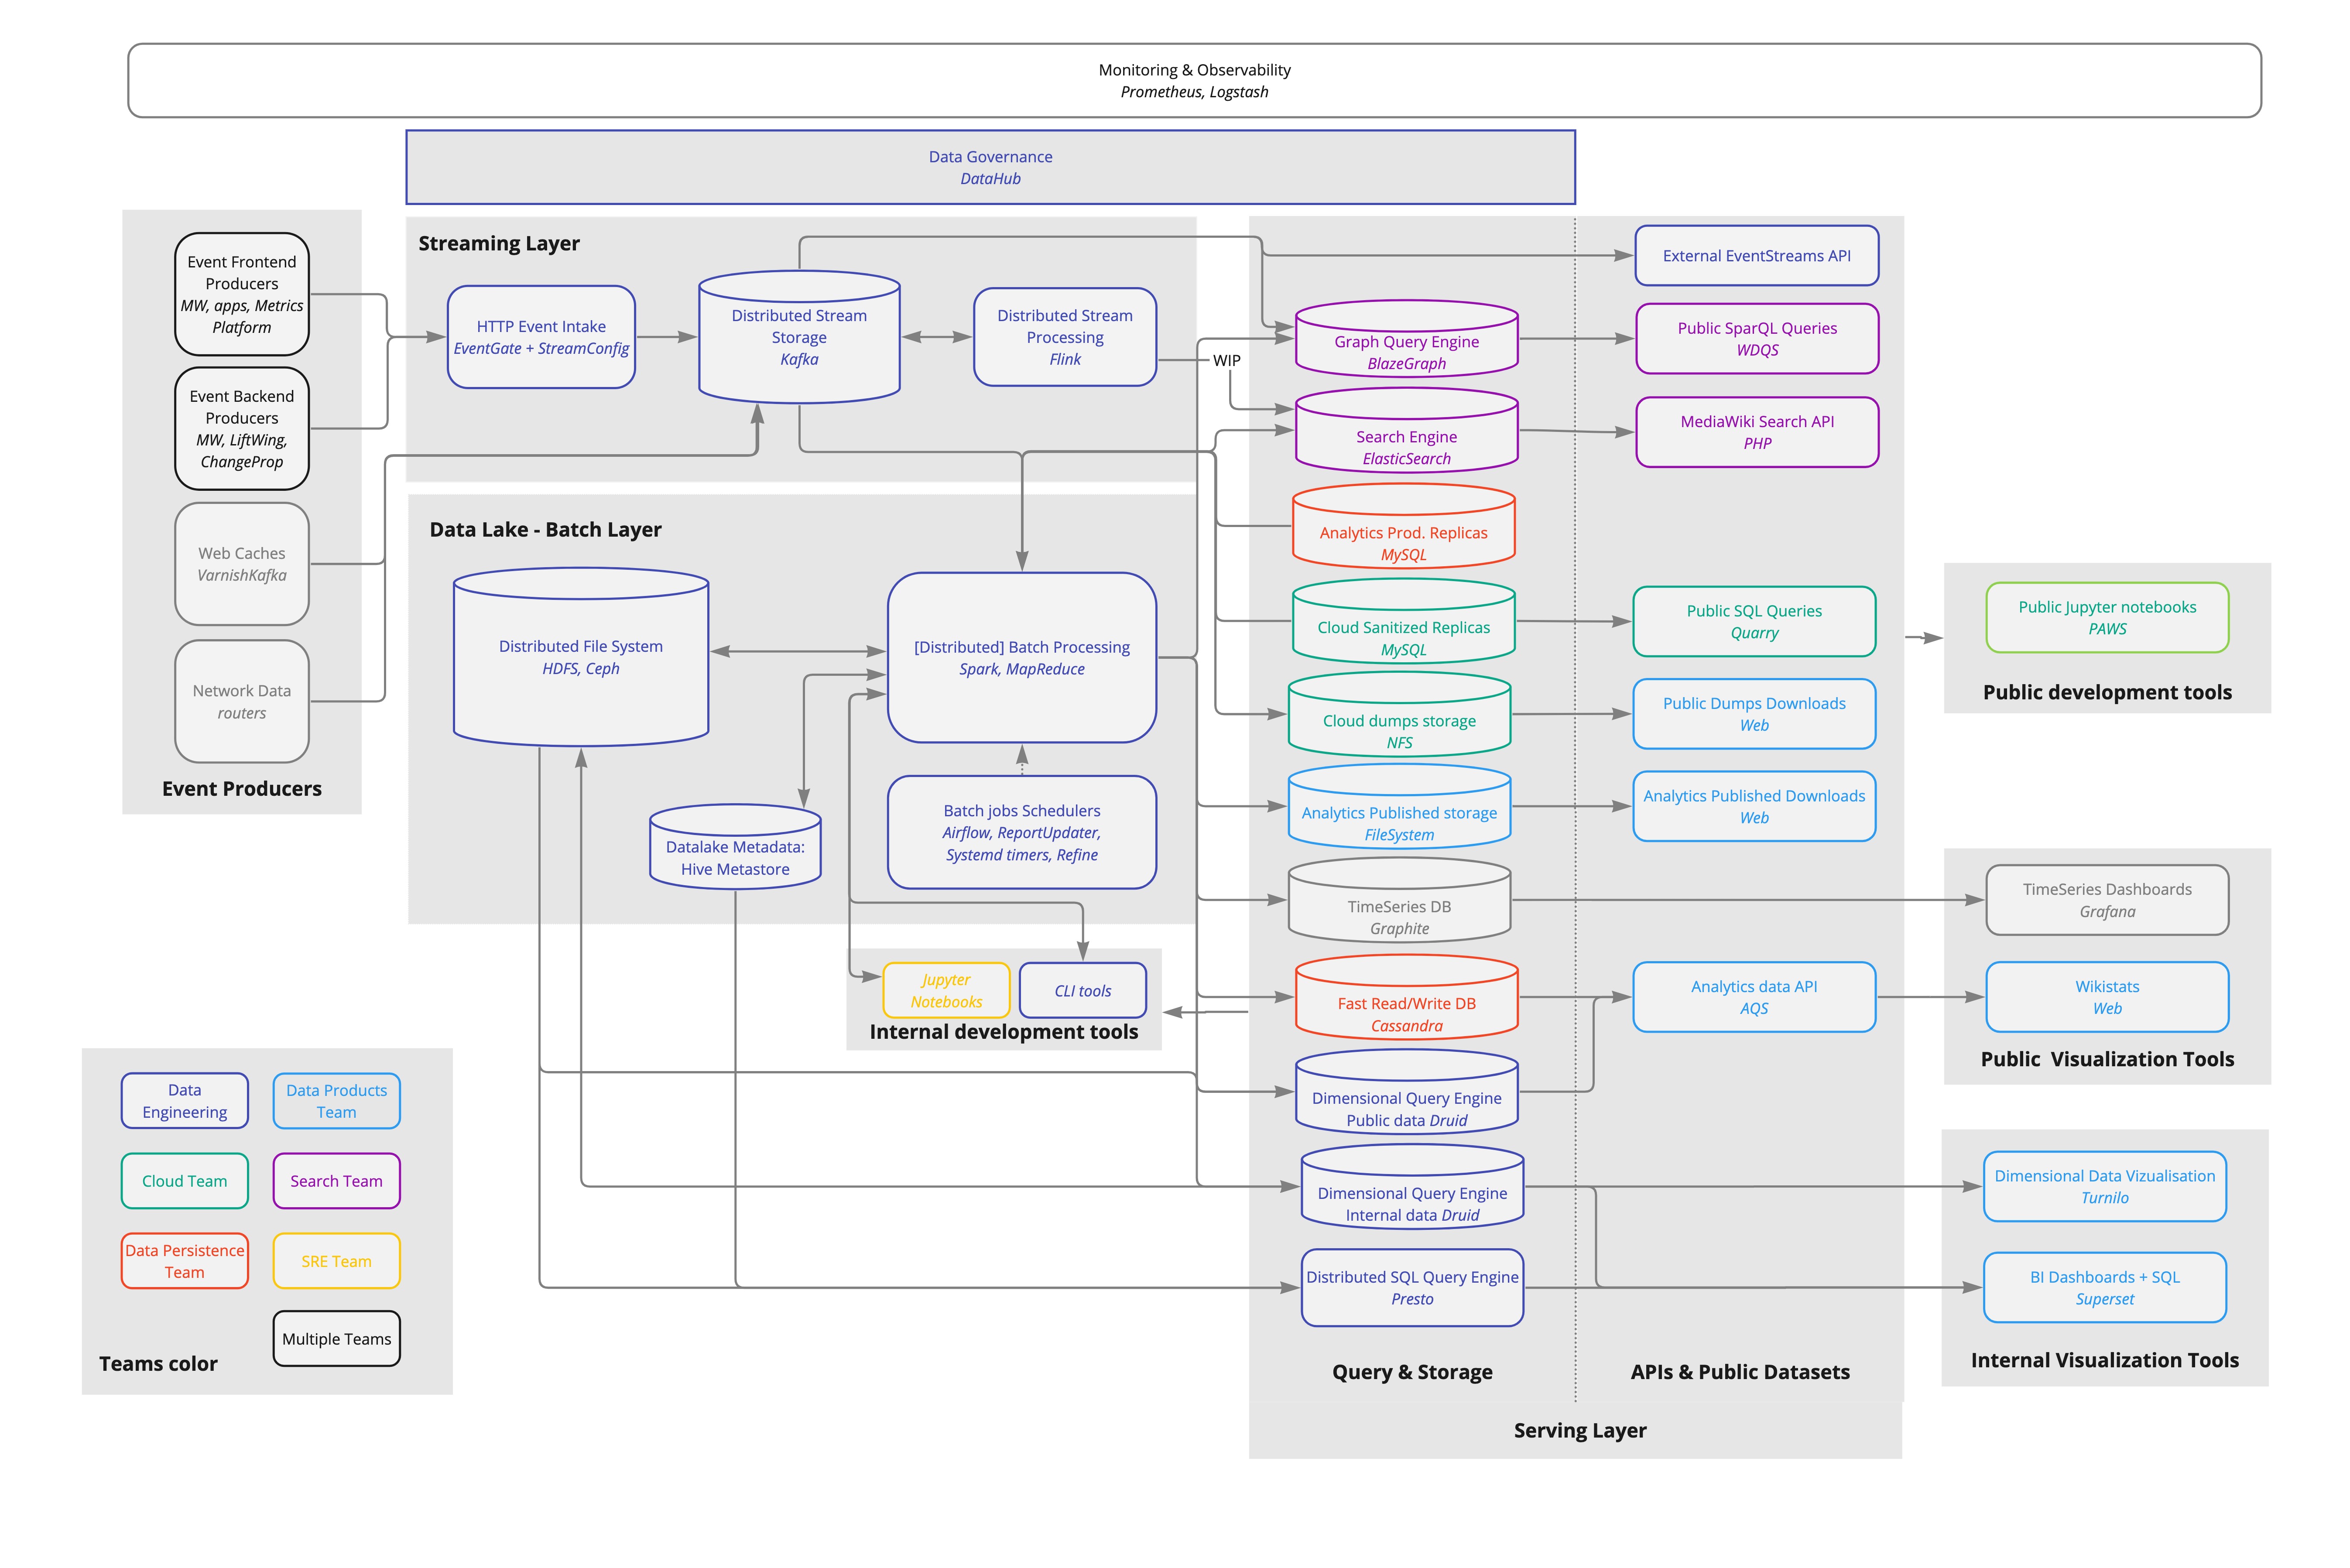 Monitoring & Observability
Prometheus, Logstash
Data Governance
DataHub
Event Frontend
Producers
MW, apps, Metrics
Platform
Event Backend
Producers
MW, LiftWing,
ChangeProp
Web Caches
VarnishKafka
Network Data
routers
Event Producers
Streaming Layer
HTTP Event Intake
EventGate + StreamConfig
Distributed Stream
Storage
Kafka
Distributed Stream
Processing
Flink
WIP
Data Lake - Batch Layer
Distributed File System
HDFS, Ceph
[Distributed] Batch Processing
Spark, MapReduce
Datalake Metadata:
Hive Metastore
Batch jobs Schedulers
Airflow, ReportUpdater,
Systemd timers, Refine
Jupyter
Notebooks
CLI tools
Internal development tools
Graph Query Engine
BlazeGraph
Search Engine
ElasticSearch
Analytics Prod. Replicas
MySQL
Cloud Sanitized Replicas
MySQL
Cloud dumps storage
NFS
Analytics Published storage
FileSystem
TimeSeries DB
Graphite
Fast Read/Write DB
Cassandra
Dimensional Query Engine
Public data Druid
Dimensional Query Engine
Internal data Druid
Distributed SQL Query Engine
Presto
Query & Storage
External EventStreams API
Public SparQL Queries
WDQS
MediaWiki Search API
PHP
Public SQL Queries
Quarry
Public Dumps Downloads
Web
Analytics Published Downloads
Web
Analytics data API
AQS
APIs & Public Datasets
Serving Layer
Public Jupyter notebooks
PAWS
Public development tools
TimeSeries Dashboards
Grafana
Wikistats
Web
Public Visualization Tools
Dimensional Data Vizualisation
Turnilo
BI Dashboards + SQL
Superset
Internal Visualization Tools
Data
Engineering
Data Products
Team
Cloud Team
Search Team
Data Persistence
Team
SRE Team
Multiple Teams
Teams color